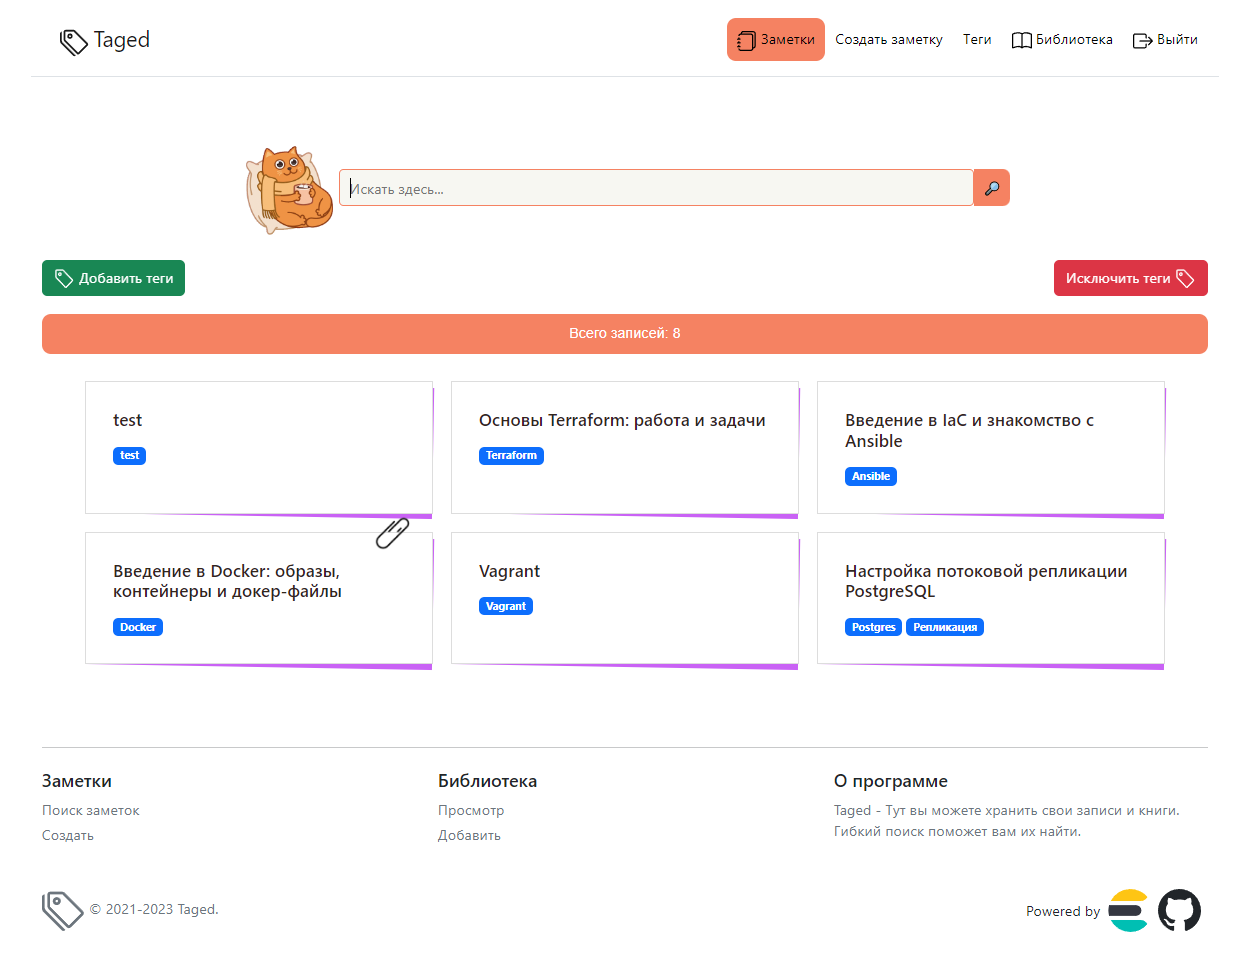 Taged
Заметки
Создать заметку
Теги
Библиотека
Выйти
Искать здесь...
Добавить теги
Исключить теги
Всего записей: 8
test
test
Основы Terraform: работа и задачи
Terraform
Введение в IaC и знакомство с
Ansible
Ansible
Введение в Docker: образы,
контейнеры и докер-файлы
Docker
Vagrant
Vagrant
Настройка потоковой репликации
PostgreSQL
Postgres Репликация
Заметки
Поиск заметок
Создать
Библиотека
Просмотр
Добавить
О программе
Taged - Тут вы можете хранить свои записи и книги.
Гибкий поиск поможет вам их найти.
© 2021-2023 Taged.
Powered by